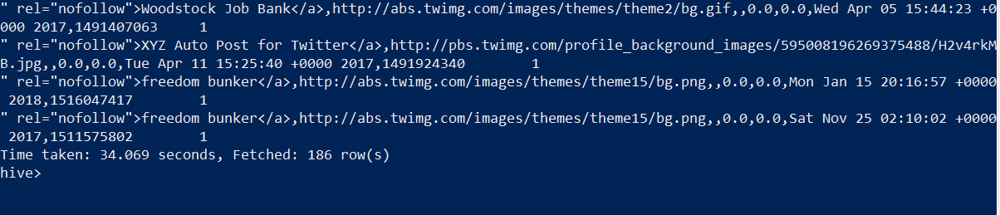 " rel="nofollow">Woodstock Job Bank</a>,http://abs.twimg.com/images/themes/theme2/bg.gif,,0.0,0.0,Wed Apr 05 15:44:23 +0
000 2017,1491407063     1
" rel="nofollow">XYZ Auto Post for Twitter</a>,http://pbs.twimg.com/profile_background_images/595008196269375488/H2v4rkM
B.jpg,,0.0,0.0,Tue Apr 11 15:25:40 +0000 2017,1491924340        1
" rel="nofollow">freedom bunker</a>,http://abs.twimg.com/images/themes/theme15/bg.png,,0.0,0.0,Mon Jan 15 20:16:57 +0000
 2018,1516047417        1
" rel="nofollow">freedom bunker</a>,http://abs.twimg.com/images/themes/theme15/bg.png,,0.0,0.0,Sat Nov 25 02:10:02 +0000
 2017,1511575802        1
Time taken: 34.069 seconds, Fetched: 186 row(s)
hive>